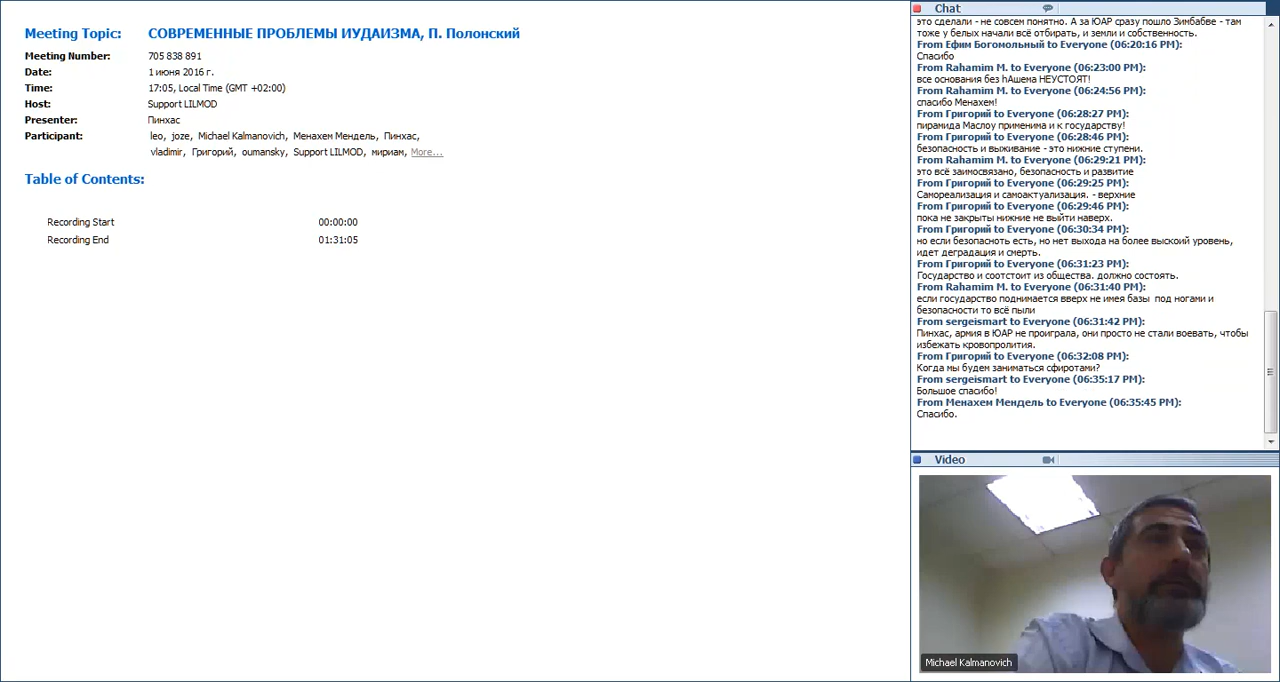 Meeting Topic: СОВРЕМЕННЫЕ ПРОБЛЕМЫ ИУДАИЗМА, П. Полонский
Meeting Number: 705 838 891
Date: 1 июня 2016 г.
Time: 17:05, Local Time (GMT +02:00)
Host: Support LILMOD
Presenter: Пинхас
Participant: leo, joze, Michael Kalmanovich, Менахем Мендель, Пинхас,
vladimir, Григорий, oumansky, Support LILMOD, мириам, More...
Table of Contents:
Recording Start 00:00:00
Recording End 01:31:05
Chat
это сделали - не совсем понятно. А за ЮАР сразу пошло Зинбабве - там
тоже у белых начали всё отбирать, и земли и собственность.
From Ефим Богомольный to Everyone (06:20:16 PM):
Спасибо
From Rahamim M. to Everyone (06:23:00 PM):
все основания без hАшема НЕУСТОЯТ!
From Rahamim M. to Everyone (06:24:56 PM):
спасибо Менахем!
From Григорий to Everyone (06:28:27 PM):
пирамида Маслоу применима и к государству!
From Григорий to Everyone (06:28:46 PM):
безопасность и выживание - это нижние ступени.
From Rahamim M. to Everyone (06:29:21 PM):
это всё заимосвязано, безопасность и развитие
From Григорий to Everyone (06:29:25 PM):
Самореализация и самоактуализация. - верхние
From Григорий to Everyone (06:29:46 PM):
пока не закрыты нижние не выйти наверх.
From Григорий to Everyone (06:30:34 PM):
но если безопасноть есть, но нет выхода на более выскоий уровень,
идет деградация и смерть.
From Григорий to Everyone (06:31:23 PM):
Государство и соотстоит из общества. должно состоять.
From Rahamim M. to Everyone (06:31:40 PM):
если государство поднимается вверх не имея базы под ногами и
безопасности то всё пыли
From sergeismart to Everyone (06:31:42 PM):
Пинхас, армия в ЮАР не проиграла, они просто не стали воевать, чтобы
избежать кровопролития.
From Григорий to Everyone (06:32:08 PM):
Когда мы будем заниматься сфиротами?
From sergeismart to Everyone (06:35:17 PM):
Большое спасибо!
From Менахем Мендель to Everyone (06:35:45 PM):
Спасибо.
Video
Michael Kalmanovich